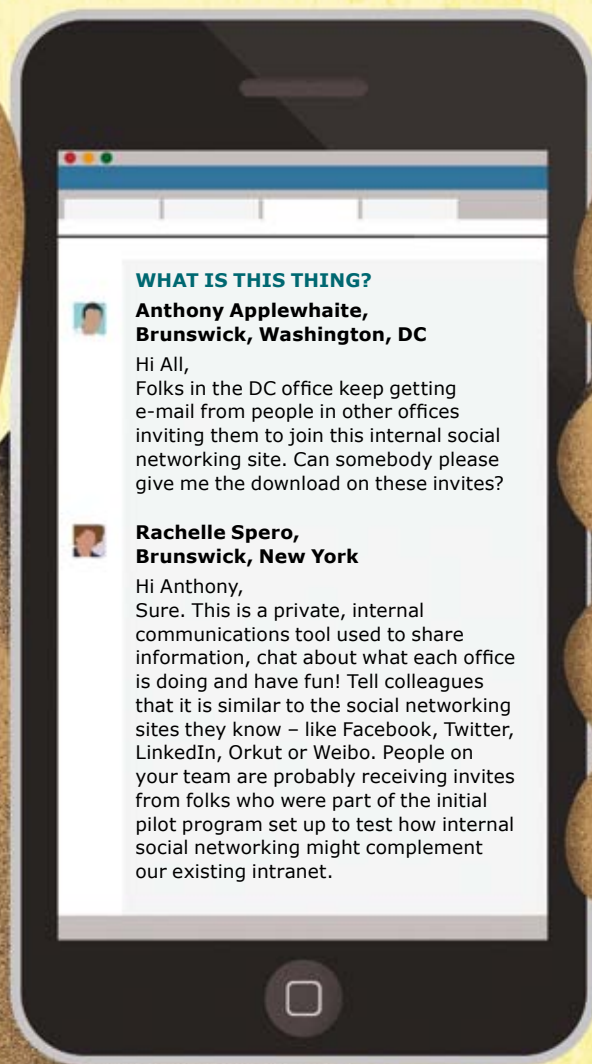 WHAT IS THIS THING?
Anthony Applewhaite,
Brunswick, Washington, DC
Hi All,
Folks in the DC office keep getting
e-mail from people in other offices
inviting them to join this internal social
networking site. Can somebody please
give me the download on these invites?
Rachelle Spero,
Brunswick, New York
Hi Anthony,
Sure. This is a private, internal
communications tool used to share
information, chat about what each office
is doing and have fun! Tell colleagues
that it is similar to the social networking
sites they know – like Facebook, Twitter,
LinkedIn, Orkut or Weibo. People on
your team are probably receiving invites
from folks who were part of the initial
pilot program set up to test how internal
social networking might complement
our existing intranet.